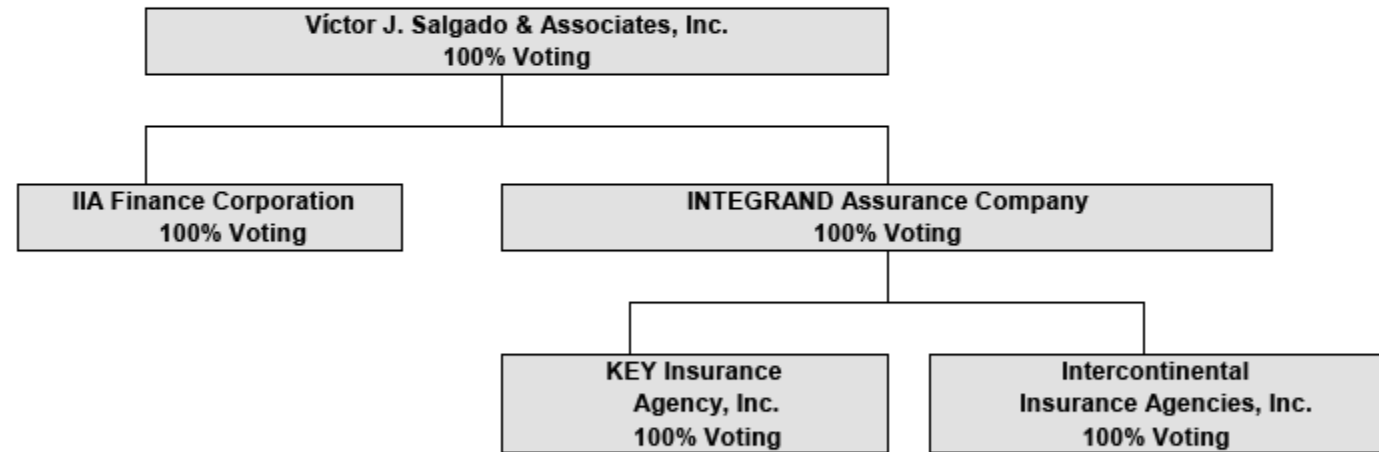 Víctor J. Salgado & Associates, Inc.
100% Voting
IIA Finance Corporation
100% Voting
INTEGRAND Assurance Company
100% Voting
KEY Insurance
Agency, Inc.
100% Voting
Intercontinental
Insurance Agencies, Inc.
100% Voting